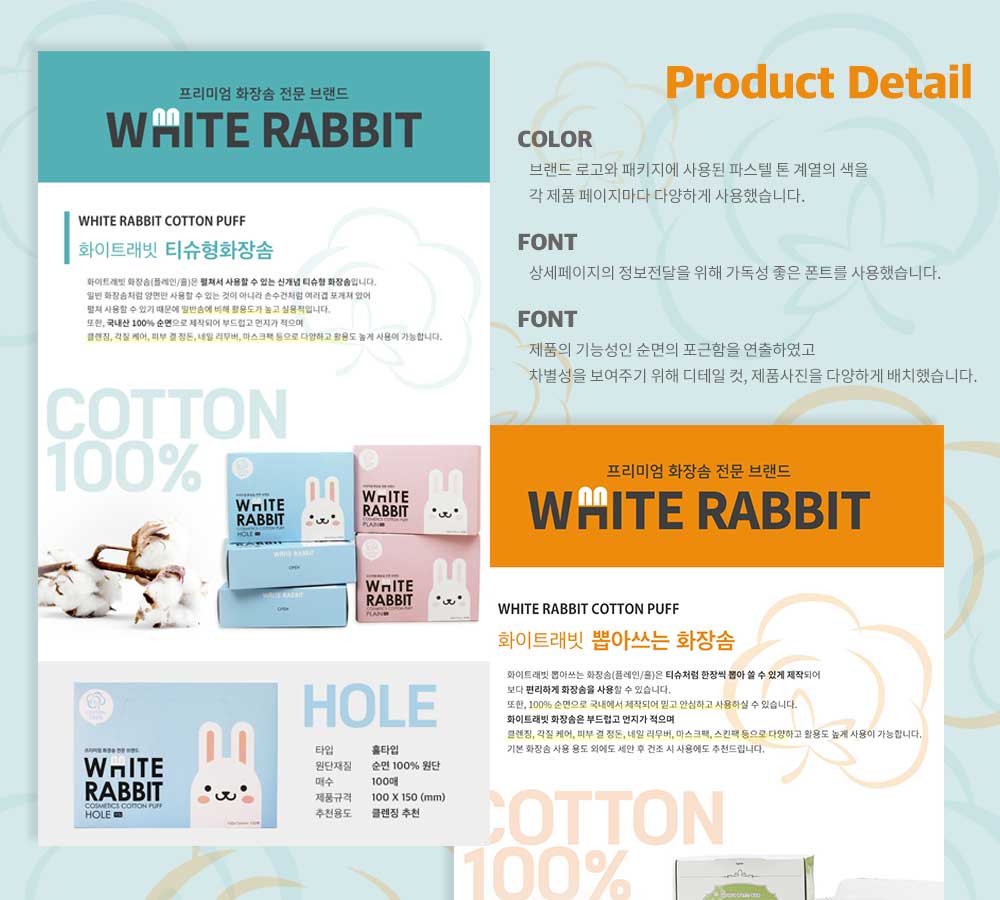 Product Detail
COLOR
브랜드 로고와 패키지에 사용된 파스텔 톤 계열의 색을
각 제품 페이지마다 다양하게 사용했습니다.
FONT
상세페이지의 정보전달을 위해 가독성 좋은 폰트를 사용했습니다.
FONT
제품의 기능성인 순면의 포근함을 연출하였고
차별성을 보여주기 위해 디테일 컷, 제품사진을 다양하게 배치했습니다.
프리미엄 화장솜 전문 브랜드
WHITE RABBIT
WHITE RABBIT COTTON PUFF
화이트래빗 티슈형화장솜
화이트래빗 화장솜(플레인/홀)은 펼쳐서 사용할 수 있는 신개념 티슈형 화장솜입니다.
일반 화장솜처럼 양면만 사용할 수 있는 것이 아니라 손수건처럼 여러겹 포개져 있어
펼쳐 사용할 수 있기 때문에 일반솜에 비해 활용도가 높고 실용적입니다.
또한, 국내산 100% 순면으로 제작되어 부드럽고 먼지가 적으며
클렌징, 각질 케어, 피부 결 정돈, 네일 리무버, 마스크팩 등으로 다양하고 활용도 높게 사용이 가능합니다.
COTTON
100%
WHITE
RABBIT
COSMETICS COTTON PUFF
HOLE
WHITE RABBIT
OPEN
WHITE RABBIT
OPEN
WHITE
RABBIT
COSMETICS COTTON PUFF
PLAIN
WHITE
RABBIT
COSMETICS COTTON PUFF
PLAIN
프리미엄 화장솜 전문 브랜드
WHITE
RABBIT
COSMETICS COTTON PUFF
HOLE
HOLE
타입 홀타입
원단재질 순면 100% 원단
매수 100매
제품규격 100 X 150 (mm)
추천용도 클렌징 추천
프리미엄 화장솜 전문 브랜드
WHITE RABBIT
WHITE RABBIT COTTON PUFF
화이트래빗 뽑아쓰는 화장솜
화이트래빗 뽑아쓰는 화장솜(플레인/홀)은 티슈처럼 한장씩 뽑아 쓸 수 있게 제작되어
보다 편리하게 화장솜을 사용할 수 있습니다.
또한, 100% 순면으로 국내에서 제작되어 믿고 안심하고 사용하실 수 있습니다.
화이트래빗 화장솜은 부드럽고 먼지가 적으며
클렌징, 각질 케어, 피부 결 정돈, 네일 리무버, 마스크팩, 스킨팩 등으로 다양하고 활용도 높게 사용이 가능합니다.
기본 화장솜 사용 용도 외에도 세안 후 건조 시 사용에도 추천드립니다.
COTTON
100%